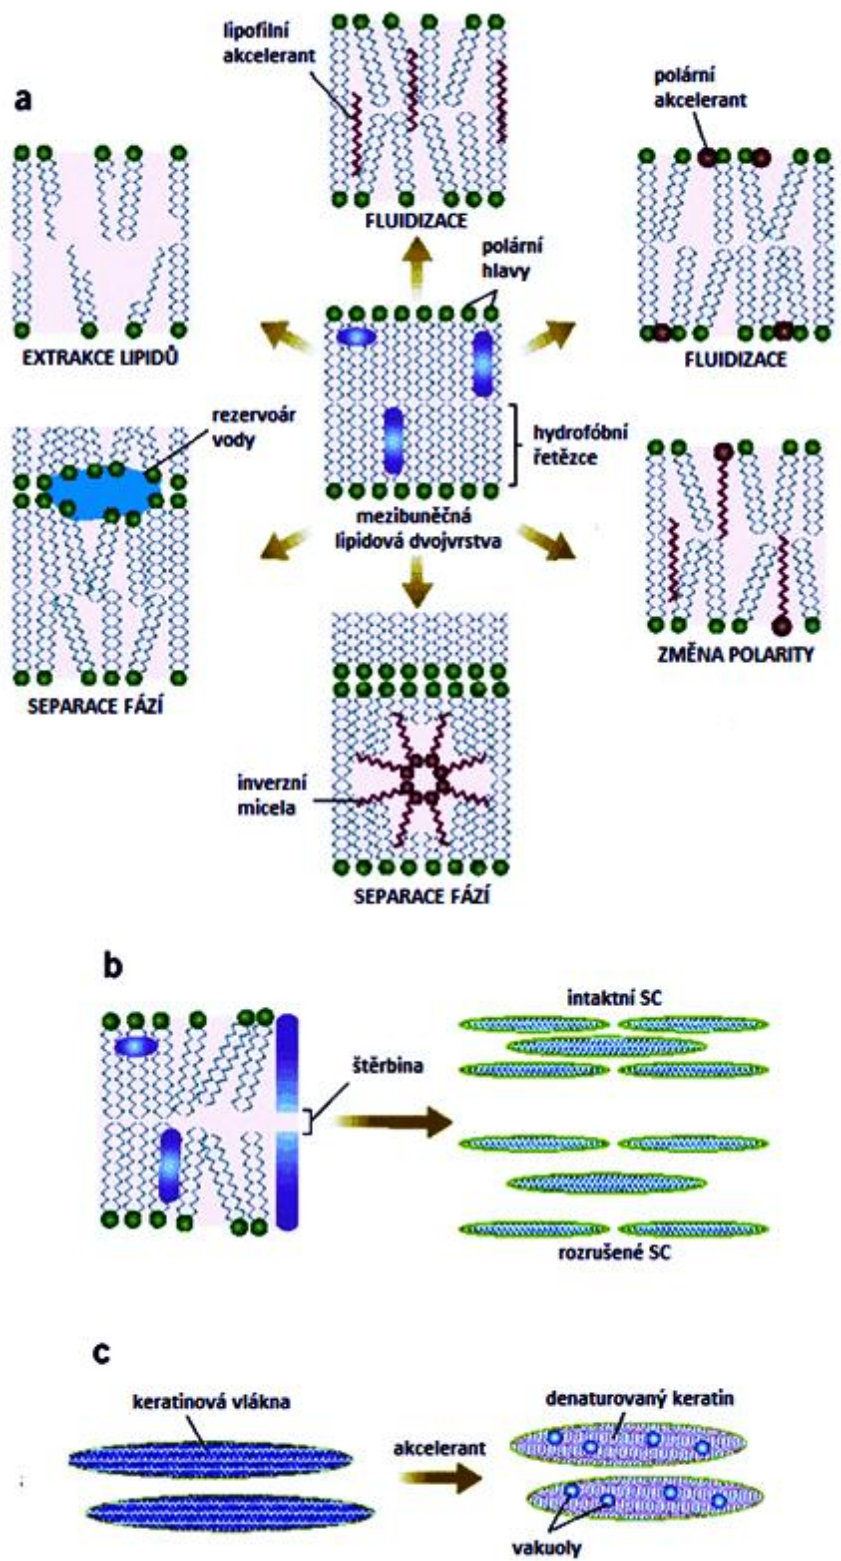 a
lipofilní
akcelerant
FLUIDIZACE
polární
akcelerant
FLUIDIZACE
EXTRAKCE LIPIDŮ
polární
hlavy
hydrofóbní
řetězce
mezibuněčná
lipidová dvojvrstva
rezervoár
vody
SEPARACE FÁZÍ
ZMĚNA POLARITY
inverzní
micela
SEPARACE FÁZÍ
b
štěrbina
intaktní SC
rozrušené SC
c
keratinová vlákna
akcelerant
denaturovaný keratin
vakuoly